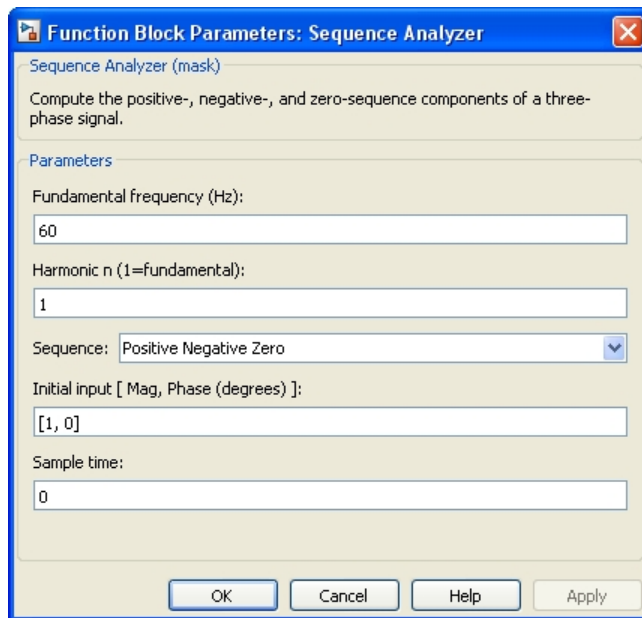 Function Block Parameters: Sequence Analyzer
Sequence Analyzer (mask)
Compute the positive-, negative-, and zero-sequence components of a three-
phase signal.
Parameters
Fundamental frequency (Hz):
60
Harmonic n (1=fundamental):
1
Sequence: Positive Negative Zero
Initial input [ Mag, Phase (degrees) ]:
[1, 0]
Sample time:
0
OK Cancel Help Apply